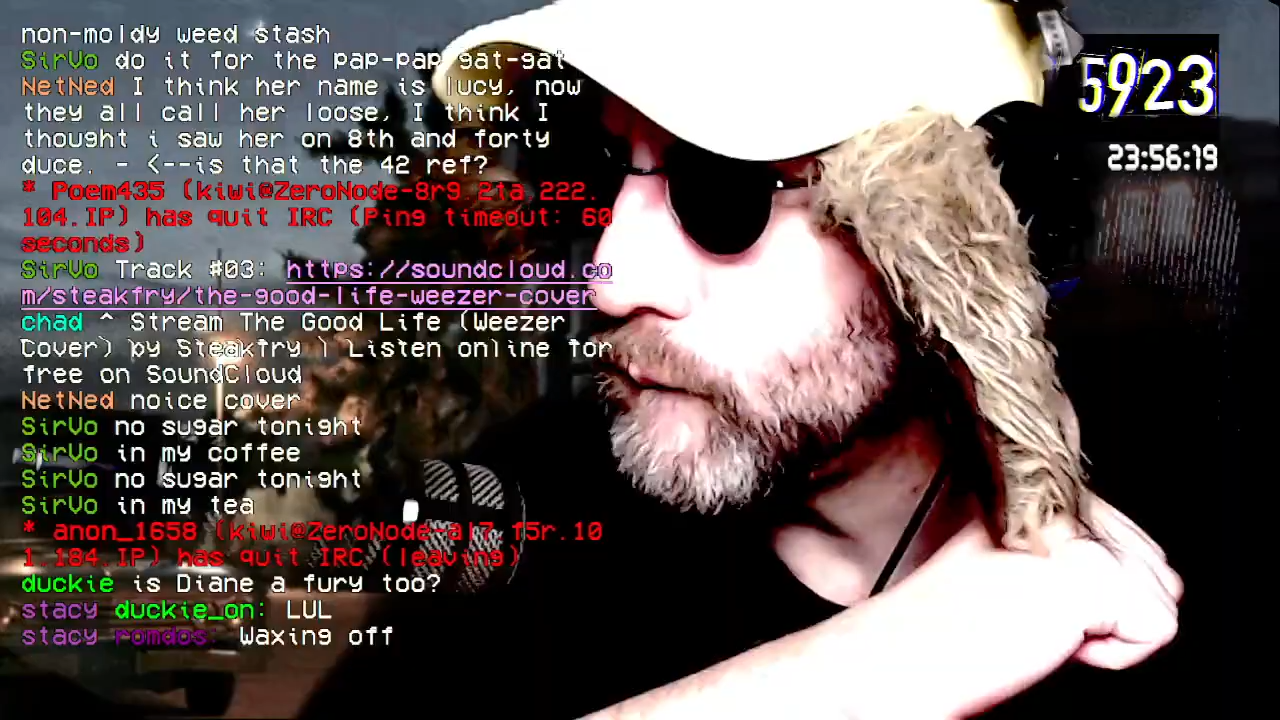 non-moldy weed stash
SirVo do it for the pap-pap gat-gat
NetNed I think her name is lucy, now
they all call her loose, I think I
thought i saw her on 8th and forty
duce. - <--is that the 42 ref?
* Poem435 (kiwi@ZeroNode-8r9.21a.222.
104.IP) has quit IRC (Ping timeout: 60
seconds)
SirVo Track #03: https://soundcloud.co
m/steakfry/the-good-life-weezer-cover
chad ^ Stream The Good Life (Weezer
Cover) by Steakfry | Listen online for
free on SoundCloud
NetNed noice cover
SirVo no sugar tonight
SirVo in my coffee
SirVo no sugar tonight
SirVo in my tea
* anon_1658 (kiwi@ZeroNode-al7.f5r.10
1.184.IP) has quit IRC (leaving)
duckie is Diane a fury too?
stacy duckie_on: LUL
stacy romdos: Waxing off
5923
23:56:19